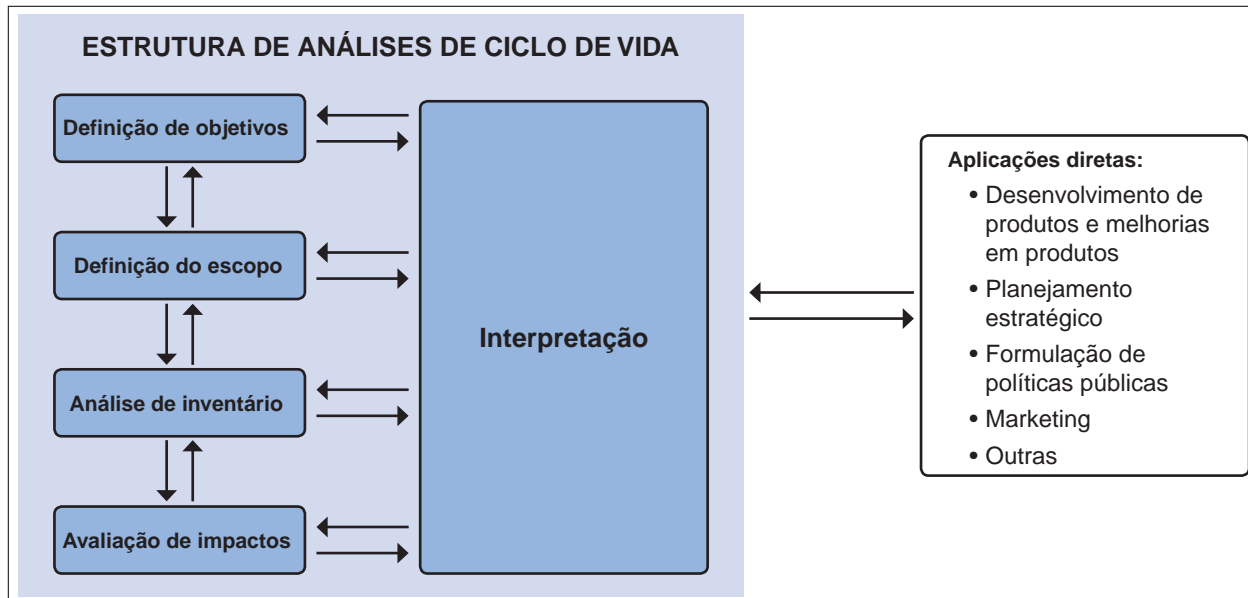 ESTRUTURA DE ANÁLISES DE CICLO DE VIDA
Definição de objetivos
Definição do escopo
Análise de inventário
Avaliação de impactos
Interpretação
Aplicações diretas:
• Desenvolvimento de
produtos e melhorias
em produtos
• Planejamento
estratégico
• Formulação de
políticas públicas
• Marketing
• Outras